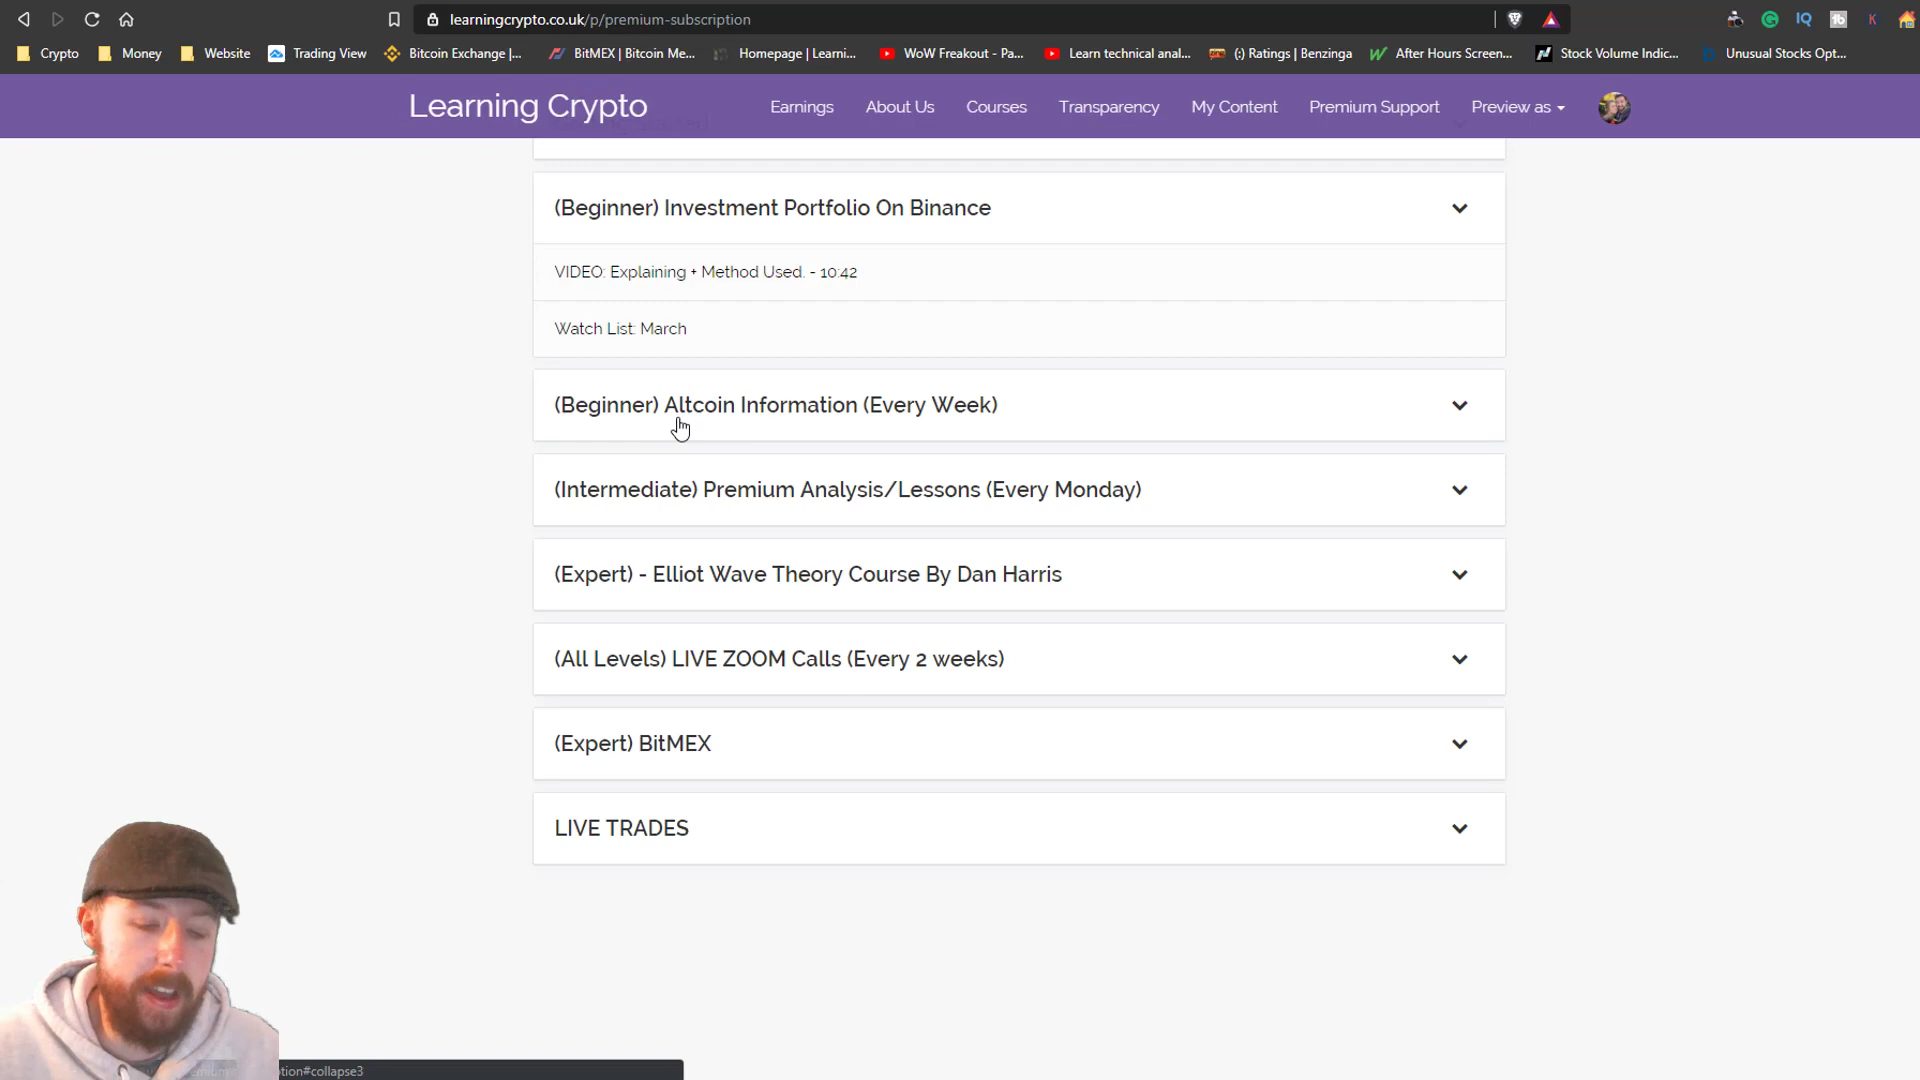 learningcrypto.co.uk/p/premium-subscription
Crypto
Money
Website
Trading View
Bitcoin Exchange |...
BitMEX | Bitcoin Me...
Homepage | Learni...
WoW Freakout - Pa...
Learn technical anal...
(:) Ratings | Benzinga
After Hours Screen...
Stock Volume Indic...
Unusual Stocks Opt...
Learning Crypto
Earnings
About Us
Courses
Transparency
My Content
Premium Support
Preview as
(Beginner) Investment Portfolio On Binance
VIDEO: Explaining + Method Used. - 10:42
Watch List: March
(Beginner) Altcoin Information (Every Week)
(Intermediate) Premium Analysis/Lessons (Every Monday)
(Expert) - Elliot Wave Theory Course By Dan Harris
(All Levels) LIVE ZOOM Calls (Every 2 weeks)
(Expert) BitMEX
LIVE TRADES
tion#collapse3